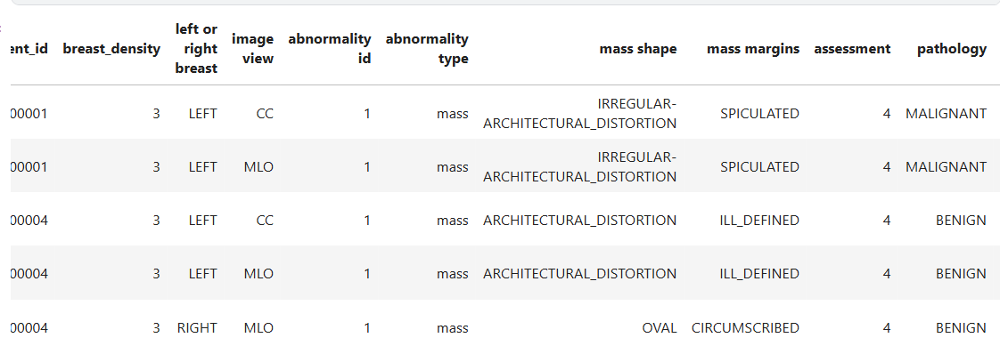 ent_id breast_density left or right breast image view abnormality id abnormality type mass shape mass margins assessment pathology
00001 3 LEFT CC 1 mass IRREGULAR-ARCHITECTURAL_DISTORTION SPICULATED 4 MALIGNANT
00001 3 LEFT MLO 1 mass IRREGULAR-ARCHITECTURAL_DISTORTION SPICULATED 4 MALIGNANT
00004 3 LEFT CC 1 mass ARCHITECTURAL_DISTORTION ILL_DEFINED 4 BENIGN
00004 3 LEFT MLO 1 mass ARCHITECTURAL_DISTORTION ILL_DEFINED 4 BENIGN
00004 3 RIGHT MLO 1 mass OVAL CIRCUMSCRIBED 4 BENIGN